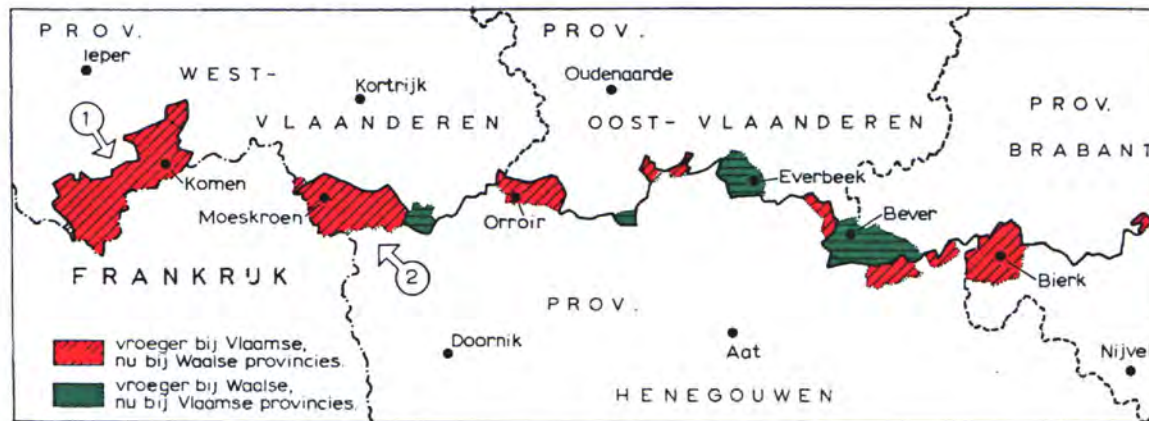 PROV.
Ieper
WEST-
VLAANDEREN
Kortrijk
1
Komen
Moeskroen
FRANKRIJK
2
PROV.
Oudenaarde
OOST-VLAANDEREN
Everbeek
Bever
Orroir
PROV.
BRABANT
Bierk
PROV.
Doornik
Aat
HENEGOUWEN
Nijvel
vroeger bij Vlaamse,
nu bij Waalse provincies.
vroeger bij Waalse,
nu bij Vlaamse provincies.